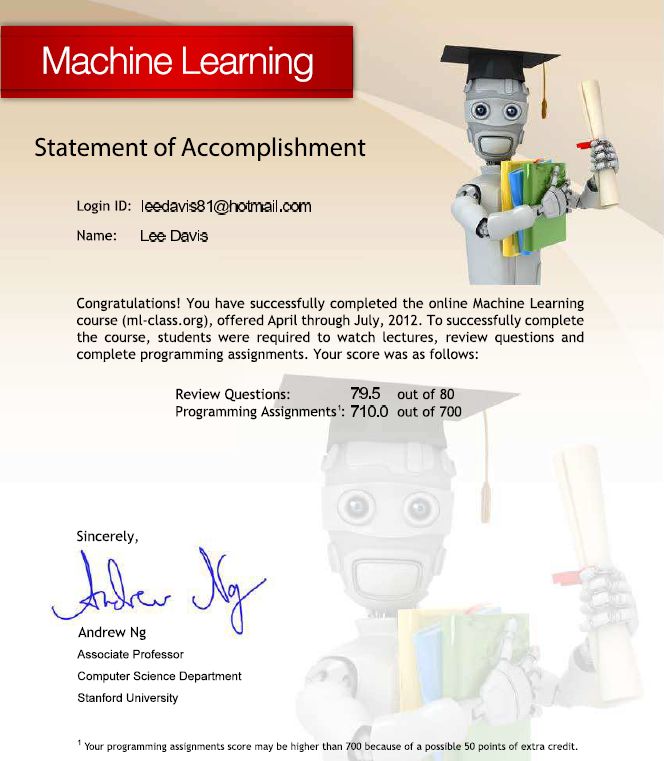 Machine Learning
Statement of Accomplishment
Login ID: leedavis81@hotmail.com
Name: Lee Davis
Congratulations! You have successfully completed the online Machine Learning
course (ml-class.org), offered April through July, 2012. To successfully complete
the course, students were required to watch lectures, review questions and
complete programming assignments. Your score was as follows:
Review Questions: 79.5 out of 80
Programming Assignments¹: 710.0 out of 700
Sincerely,
Andrew Ng
Andrew Ng
Associate Professor
Computer Science Department
Stanford University
¹ Your programming assignments score may be higher than 700 because of a possible 50 points of extra credit.